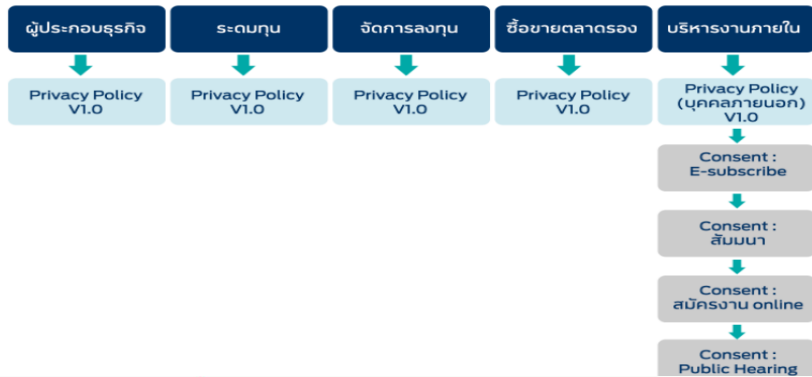 ผู้ประกอบธุรกิจ
ระดมทุน
จัดการลงทุน
ซื้อขายตลาดรอง
บริหารงานภายใน
Privacy Policy
V1.0
Privacy Policy
V1.0
Privacy Policy
V1.0
Privacy Policy
V1.0
Privacy Policy
(บุคคลภายนอก)
V1.0
Consent :
E-subscribe
Consent :
สัมมนา
Consent :
สมัครงาน online
Consent :
Public Hearing